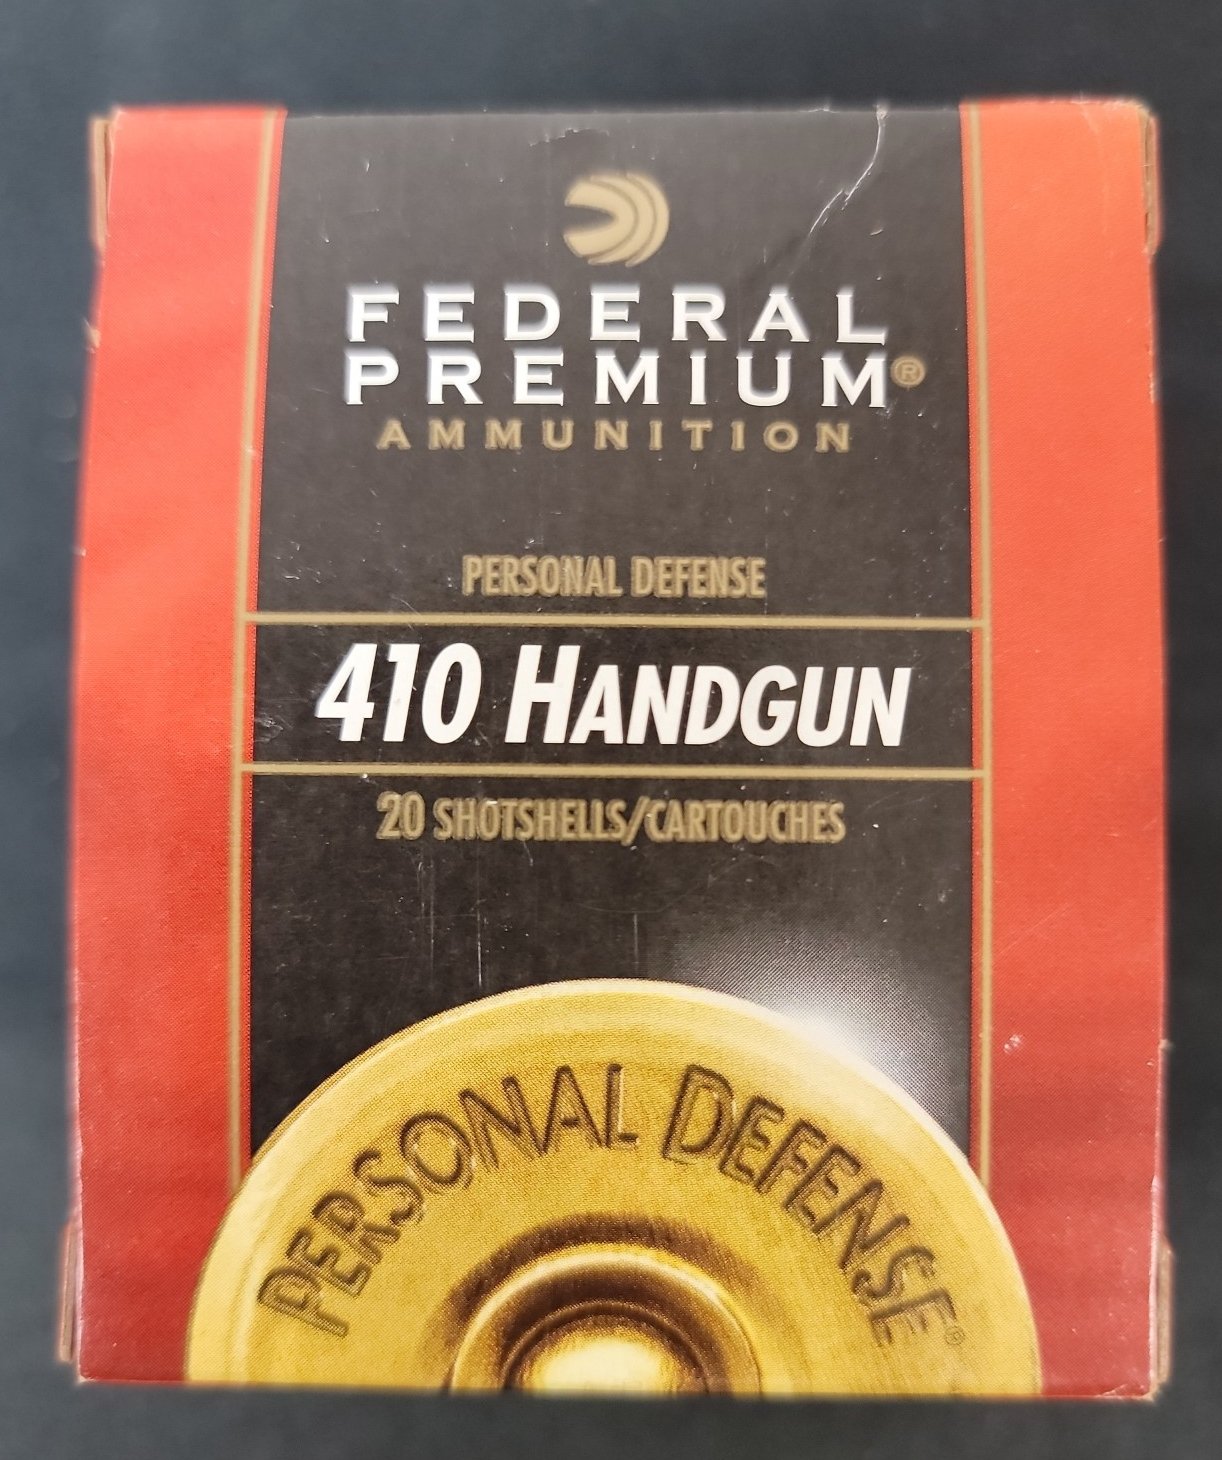 FEDERAL
PREMIUM®
AMMUNITION
PERSONAL DEFENSE
410 HANDGUN
20 SHOTSHELLS/CARTOUCHES
PERSONAL DEFENSE®